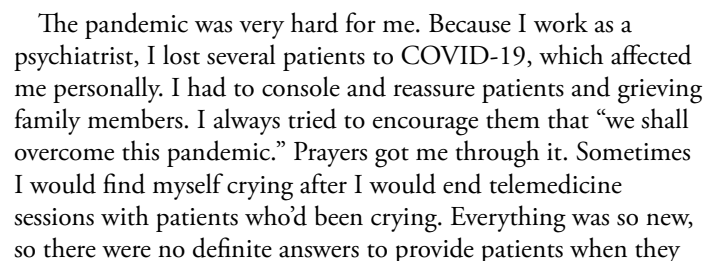 The pandemic was very hard for me. Because I work as a
psychiatrist, I lost several patients to COVID-19, which affected
me personally. I had to console and reassure patients and grieving
family members. I always tried to encourage them that “we shall
overcome this pandemic.” Prayers got me through it. Sometimes
I would find myself crying after I would end telemedicine
sessions with patients who’d been crying. Everything was so new,
so there were no definite answers to provide patients when they